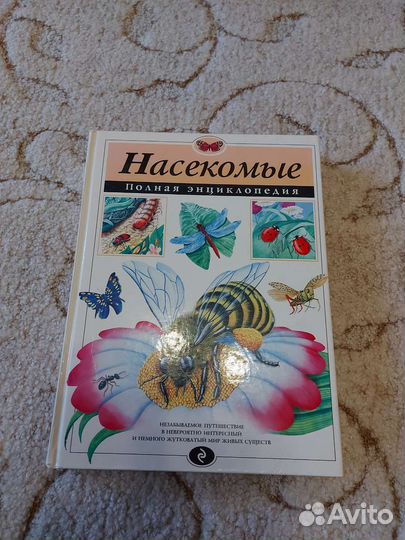 Насекомые
Полная энциклопедия
незабываемое путешествие
в невероятно интересный
и немного жутковатый мир живых существ
Avito